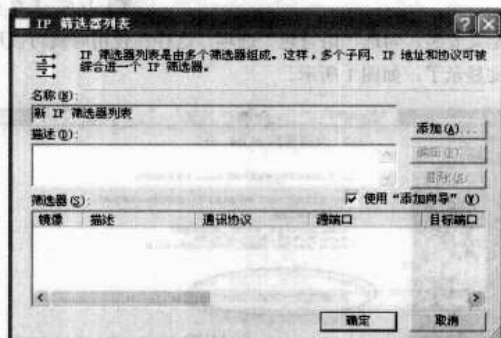 IP 筛选器列表
IP 筛选器列表是由多个筛选器组成。这样，多个子网、IP 地址和协议可被
综合进一个 IP 筛选器。
名称(N):
新 IP 筛选器列表
描述(D):
添加(A)...
编辑(E)...
删除(R)
筛选器(S):
使用“添加向导”(W)
镜像 描述 通讯协议 源端口 目标端口
确定 取消